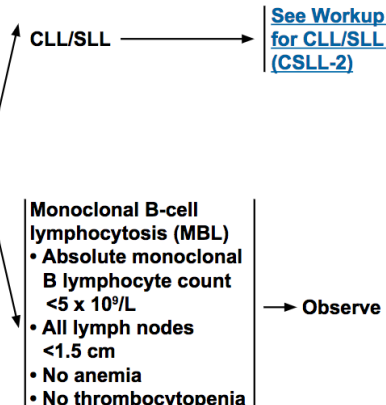 CLL/SLL
See Workup
for CLL/SLL
(CSLL-2)
Monoclonal B-cell
lymphocytosis (MBL)
• Absolute monoclonal
B lymphocyte count
<5 x 10⁹/L
• All lymph nodes
<1.5 cm
• No anemia
• No thrombocytopenia
Observe